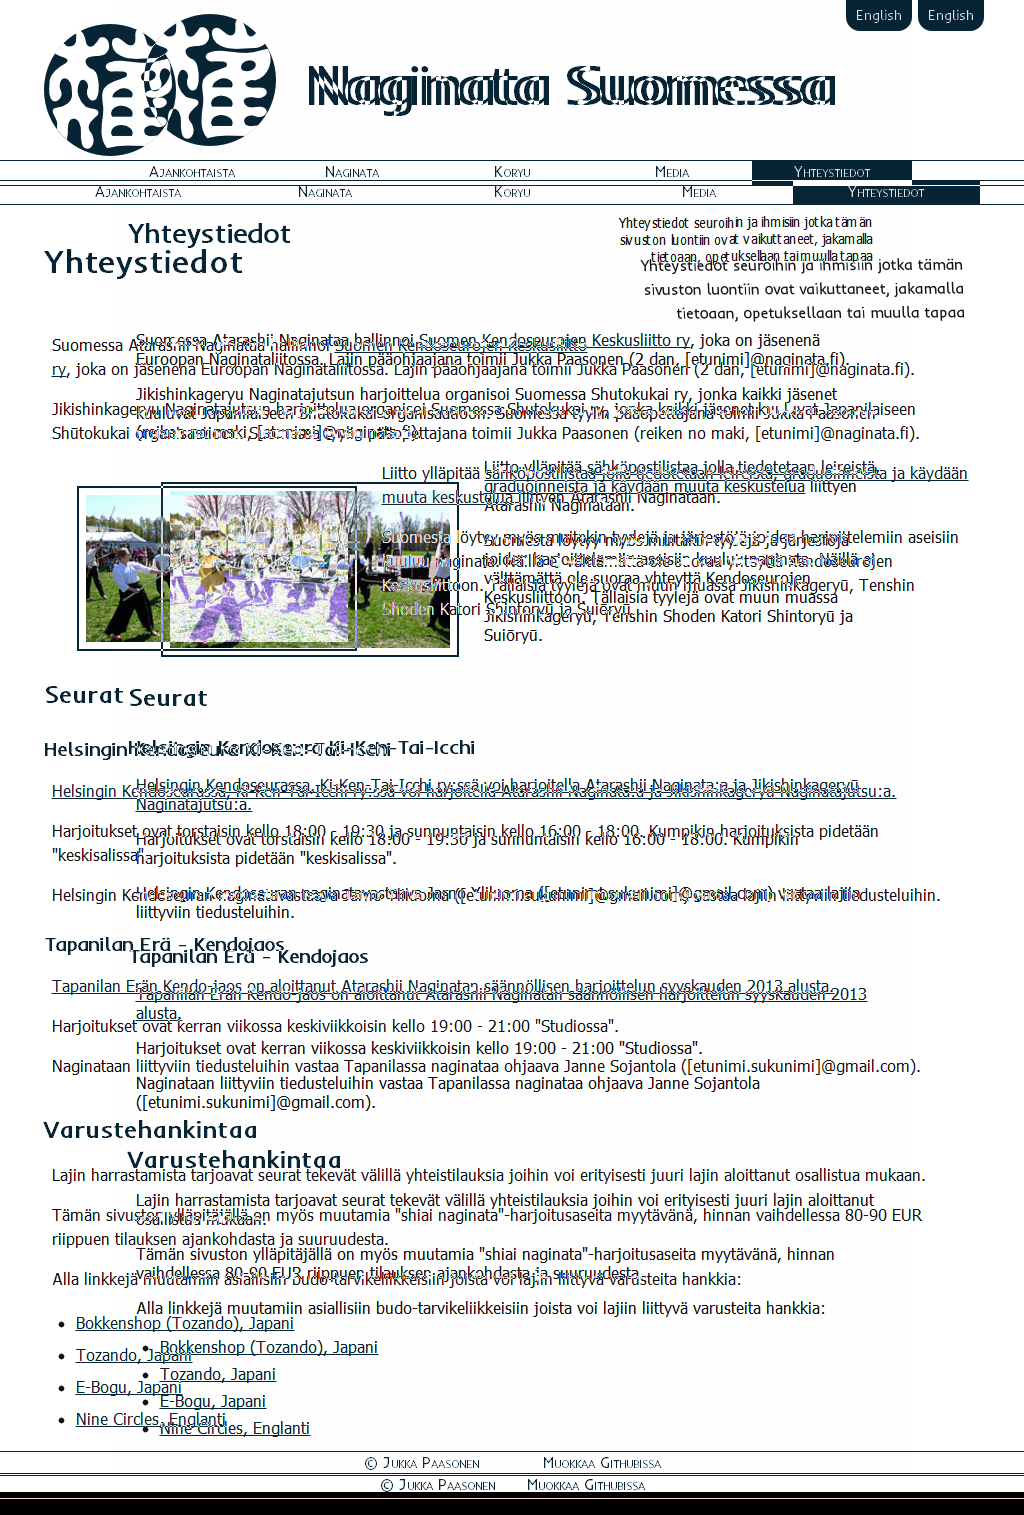 English English
Naginata Suomessa
Ajankohtaista Naginata Koryu Media Yhteystiedot
Ajankohtaista Naginata Koryu Media Yhteystiedot
Yhteystiedot
Yhteystiedot
Yhteystiedot seuroihin ja ihmisiin jotka tämän
sivuston luontiin ovat vaikuttaneet, jakamalla
tietoaan, opetuksellaan tai muulla tapaa
Yhteystiedot seuroihin ja ihmisiin jotka tämän
sivuston luontiin ovat vaikuttaneet, jakamalla
tietoaan, opetuksellaan tai muulla tapaa
Suomessa Atarashii Naginataa hallinnoi Suomen Kendoseurojen Keskusliitto ry, joka on jäsenenä
Suomessa Atarashii Naginataa hallinnoi Suomen Kendoseurojen Keskusliitto
Euroopan Naginataliitossa. Lajin pääohjaajana toimii Jukka Paasonen (2 dan, [etunimi]@naginata.fi).
ry, joka on jäsenenä Euroopan Naginataliitossa. Lajin pääohjaajana toimii Jukka Paasonen (2 dan, [etunimi]@naginata.fi).
Jikishinkageryu Naginatajutsun harjoittelua organisoi Suomessa Shutokukai ry, jonka kaikki jäsenet
Jikishinkageryu Naginatajutsun harjoittelua organisoi Suomessa Shutokukai ry, jonka kaikki jäsenet kuuluvat Japanilaiseen
kuuluvat Japanilaiseen Shūtokukai organisaatioon. Suomessa tyylin pääopettajana toimii Jukka Paasonen
(reiken no maki, [etunimi]@naginata.fi).
Shūtokukai organisaatioon. Suomessa tyylin pääopettajana toimii Jukka Paasonen (reiken no maki, [etunimi]@naginata.fi).
Liitto ylläpitää sähköpostilistaa jolla tiedotetaan leireistä,
Liitto ylläpitää sähköpostilistaa jolla tiedotetaan leireistä, graduoinneista ja käydään
graduoinneista ja käydään muuta keskustelua liittyen
muuta keskustelua liittyen Atarashii Naginataan.
Atarashii Naginataan.
Suomesta löytyy myös muitakin tyylejä ja järjestöjä joiden harjoittelemiin aseisiin
Suomesta löytyy myös muitakin tyylejä ja järjestöjä
joiden harjoittelemiin aseisiin kuuluu naginata. Näillä ei
kuuluu naginata. Näillä ei välttämättä ole suoraa yhteyttä Kendoseurojen
välttämättä ole suoraa yhteyttä Kendoseurojen
Keskusliittoon. Tällaisia tyylejä ovat muun muassa Jikishinkageryū, Tenshin
Keskusliittoon. Tällaisia tyylejä ovat muun muassa
Shoden Katori Shintoryū ja Suiōryū.
Jikishinkageryū, Tenshin Shoden Katori Shintoryū ja
Suiōryū.
Seurat
Seurat
Helsingin Kendoseura Ki-Ken-Tai-Icchi
Helsingin Kendoseura Ki-Ken-Tai-Icchi
Helsingin Kendoseurassa, Ki-Ken-Tai-Icchi ry:ssä voi harjoitella Atarashii Naginata:a ja Jikishinkageryū
Helsingin Kendoseurassa, Ki-Ken-Tai-Icchi ry:ssä voi harjoitella Atarashii Naginata:a ja Jikishinkageryū Naginatajutsu:a.
Naginatajutsu:a.
Harjoitukset ovat torstaisin kello 18:00 - 19:30 ja sunnuntaisin kello 16:00 - 18:00. Kumpikin harjoituksista pidetään
Harjoitukset ovat torstaisin kello 18:00 - 19:30 ja sunnuntaisin kello 16:00 - 18:00. Kumpikin
"keskisalissa".
harjoituksista pidetään "keskisalissa".
Helsingin Kendoseuran naginatavastaava Jarno Ylikoma ([etunimi.sukunimi]@gmail.com) vastaa lajiin
Helsingin Kendoseuran naginatavastaava Jarno Ylikoma ([etunimi.sukunimi]@gmail.com) vastaa lajiin liittyviin tiedusteluihin.
liittyviin tiedusteluihin.
Tapanilan Erä - Kendojaos
Tapanilan Erä - Kendojaos
Tapanilan Erän Kendo-jaos on aloittanut Atarashii Naginatan säännöllisen harjoittelun syyskauden 2013 alusta.
Tapanilan Erän Kendo-jaos on aloittanut Atarashii Naginatan säännöllisen harjoittelun syyskauden 2013
alusta.
Harjoitukset ovat kerran viikossa keskiviikkoisin kello 19:00 - 21:00 "Studiossa".
Harjoitukset ovat kerran viikossa keskiviikkoisin kello 19:00 - 21:00 "Studiossa".
Naginataan liittyviin tiedusteluihin vastaa Tapanilassa naginataa ohjaava Janne Sojantola ([etunimi.sukunimi]@gmail.com).
Naginataan liittyviin tiedusteluihin vastaa Tapanilassa naginataa ohjaava Janne Sojantola
([etunimi.sukunimi]@gmail.com).
Varustehankintaa
Varustehankintaa
Lajin harrastamista tarjoavat seurat tekevät välillä yhteistilauksia joihin voi erityisesti juuri lajin aloittanut osallistua mukaan.
Lajin harrastamista tarjoavat seurat tekevät välillä yhteistilauksia joihin voi erityisesti juuri lajin aloittanut
osallistua mukaan.
Tämän sivuston ylläpitäjällä on myös muutamia "shiai naginata"-harjoitusaseita myytävänä, hinnan vaihdellessa 80-90 EUR
riippuen tilauksen ajankohdasta ja suuruudesta.
Tämän sivuston ylläpitäjällä on myös muutamia "shiai naginata"-harjoitusaseita myytävänä, hinnan
vaihdellessa 80-90 EUR riippuen tilauksen ajankohdasta ja suuruudesta.
Alla linkkejä muutamiin asiallisiin budo-tarvikeliikkeisiin joista voi lajiin liittyvä varusteita hankkia:
Alla linkkejä muutamiin asiallisiin budo-tarvikeliikkeisiin joista voi lajiin liittyvä varusteita hankkia:
Bokkenshop (Tozando), Japani
Bokkenshop (Tozando), Japani
Tozando, Japani
Tozando, Japani
E-Bogu, Japani
E-Bogu, Japani
Nine Circles, Englanti
Nine Circles, Englanti
© Jukka Paasonen Muokkaa Githubissa
© Jukka Paasonen Muokkaa Githubissa